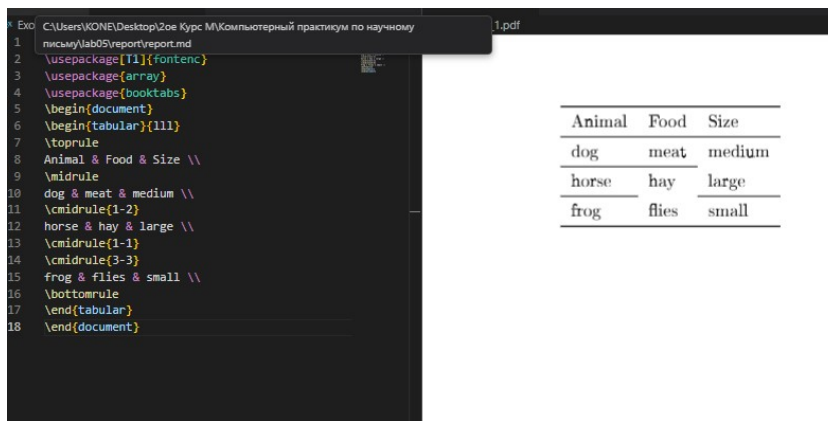 Exo
C:\Users\KONE\Desktop\2ое Курс М\Компьютерный практикум по научному
письму\lab05\report\report.md
_1.pdf
1
2 \usepackage[T1]{fontenc}
3 \usepackage{array}
4 \usepackage{booktabs}
5 \begin{document}
6 \begin{tabular}{lll}
7 \toprule
8 Animal & Food & Size \\
9 \midrule
10 dog & meat & medium \\
11 \cmidrule{1-2}
12 horse & hay & large \\
13 \cmidrule{1-1}
14 \cmidrule{3-3}
15 frog & flies & small \\
16 \bottomrule
17 \end{tabular}
18 \end{document}
Animal Food Size
dog meat medium
horse hay large
frog flies small